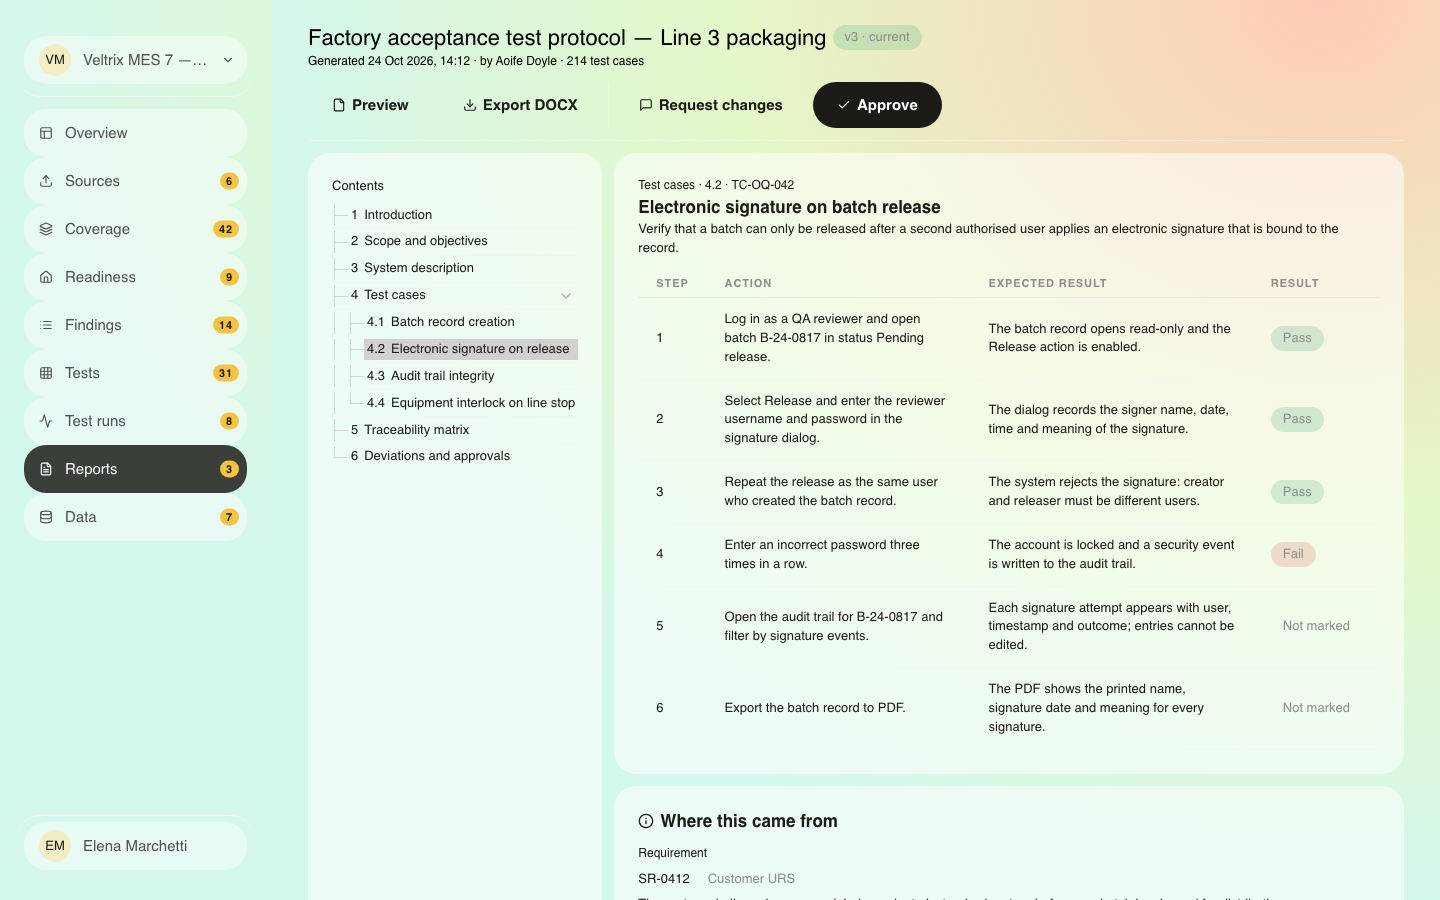 VM Veltrix MES 7 —…
Overview
Sources 6
Coverage 42
Readiness 9
Findings 14
Tests 31
Test runs 8
Reports 3
Data 7
EM Elena Marchetti
Factory acceptance test protocol — Line 3 packaging v3 · current
Generated 24 Oct 2026, 14:12 · by Aoife Doyle · 214 test cases
Preview Export DOCX Request changes Approve
Contents
1 Introduction
2 Scope and objectives
3 System description
4 Test cases
4.1 Batch record creation
4.2 Electronic signature on release
4.3 Audit trail integrity
4.4 Equipment interlock on line stop
5 Traceability matrix
6 Deviations and approvals
Test cases · 4.2 · TC-OQ-042
Electronic signature on batch release
Verify that a batch can only be released after a second authorised user applies an electronic signature that is bound to the
record.
STEP ACTION EXPECTED RESULT RESULT
1
Log in as a QA reviewer and open
batch B-24-0817 in status Pending
release.
The batch record opens read-only and the
Release action is enabled.
Pass
2
Select Release and enter the reviewer
username and password in the
signature dialog.
The dialog records the signer name, date,
time and meaning of the signature.
Pass
3
Repeat the release as the same user
who created the batch record.
The system rejects the signature: creator
and releaser must be different users.
Pass
4
Enter an incorrect password three
times in a row.
The account is locked and a security event
is written to the audit trail.
Fail
5
Open the audit trail for B-24-0817 and
filter by signature events.
Each signature attempt appears with user,
timestamp and outcome; entries cannot be
edited.
Not marked
6
Export the batch record to PDF.
The PDF shows the printed name,
signature date and meaning for every
signature.
Not marked
Where this came from
Requirement
SR-0412 Customer URS